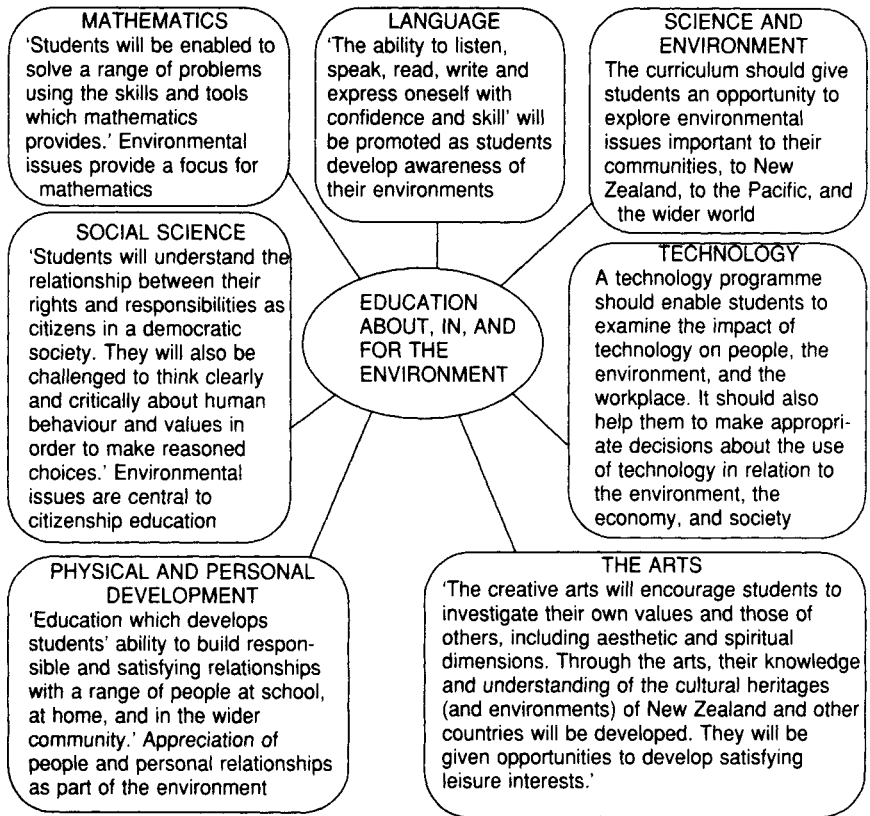 MATHEMATICS
'Students will be enabled to
solve a range of problems
using the skills and tools
which mathematics
provides.' Environmental
issues provide a focus for
mathematics
LANGUAGE
'The ability to listen,
speak, read, write and
express oneself with
confidence and skill' will
be promoted as students
develop awareness of
their environments
SCIENCE AND
ENVIRONMENT
The curriculum should give
students an opportunity to
explore environmental
issues important to their
communities, to New
Zealand, to the Pacific, and
the wider world
SOCIAL SCIENCE
'Students will understand the
relationship between their
rights and responsibilities as
citizens in a democratic
society. They will also be
challenged to think clearly
and critically about human
behaviour and values in
order to make reasoned
choices.' Environmental
issues are central to
citizenship education
EDUCATION
ABOUT, IN, AND
FOR THE
ENVIRONMENT
TECHNOLOGY
A technology programme
should enable students to
examine the impact of
technology on people, the
environment, and the
workplace. It should also
help them to make appropri-
ate decisions about the use
of technology in relation to
the environment, the
economy, and society
PHYSICAL AND PERSONAL
DEVELOPMENT
'Education which develops
students' ability to build respon-
sible and satisfying relationships
with a range of people at school,
at home, and in the wider
community.' Appreciation of
people and personal relationships
as part of the environment
THE ARTS
'The creative arts will encourage students to
investigate their own values and those of
others, including aesthetic and spiritual
dimensions. Through the arts, their knowledge
and understanding of the cultural heritages
(and environments) of New Zealand and other
countries will be developed. They will be
given opportunities to develop satisfying
leisure interests.'